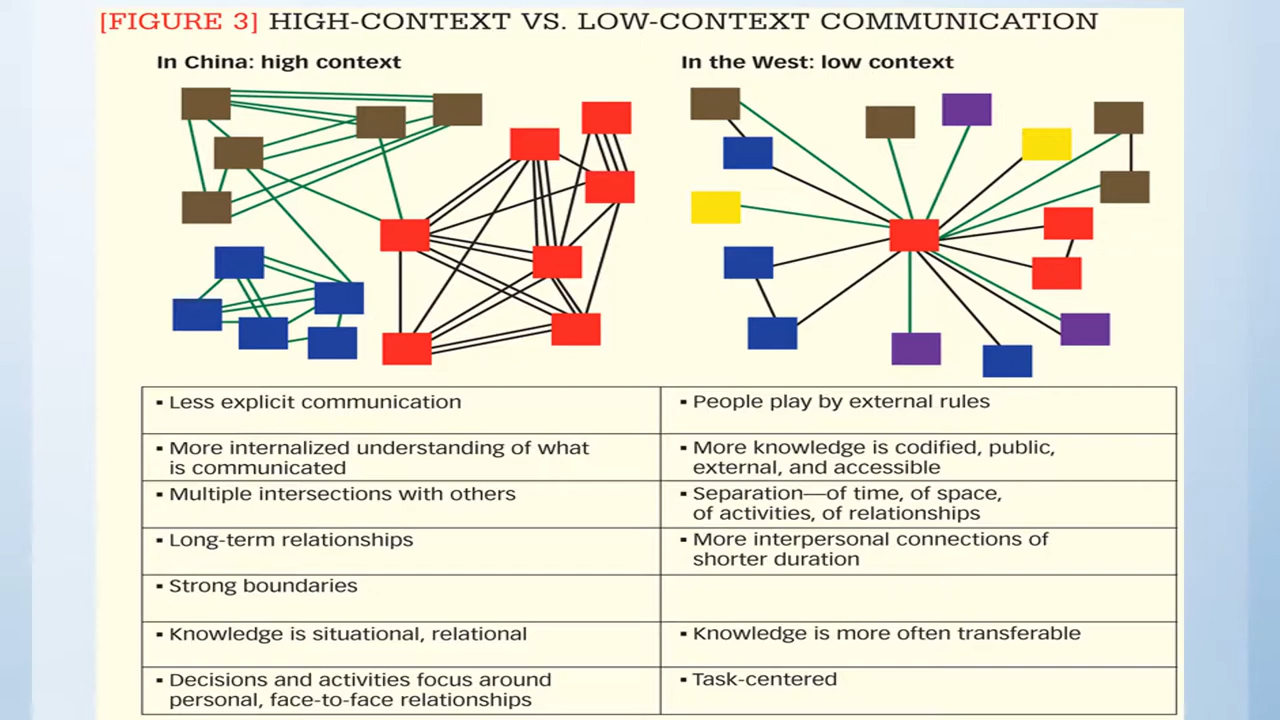 [FIGURE 3] HIGH-CONTEXT VS. LOW-CONTEXT COMMUNICATION
In China: high context
In the West: low context
▪ Less explicit communication
▪ People play by external rules
▪ More internalized understanding of what
is communicated
▪ More knowledge is codified, public,
external, and accessible
▪ Multiple intersections with others
▪ Separation—of time, of space,
of activities, of relationships
▪ Long-term relationships
▪ More interpersonal connections of
shorter duration
▪ Strong boundaries
▪ Knowledge is situational, relational
▪ Knowledge is more often transferable
▪ Decisions and activities focus around
personal, face-to-face relationships
▪ Task-centered